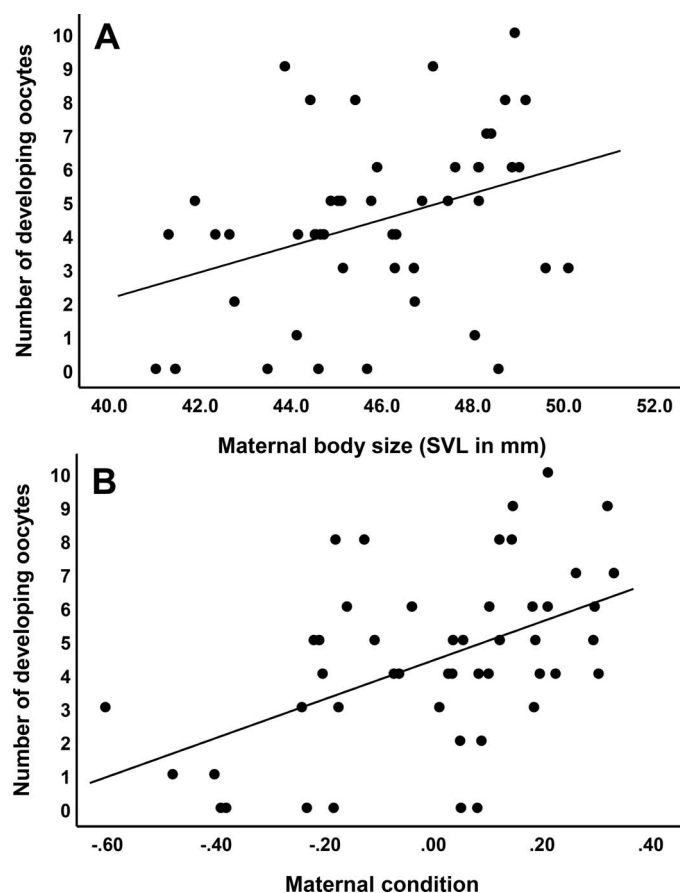 A
Number of developing oocytes
10
9
8
7
6
5
4
3
2
1
0
40.0 42.0 44.0 46.0 48.0 50.0 52.0
Maternal body size (SVL in mm)
B
Number of developing oocytes
10
9
8
7
6
5
4
3
2
1
0
-.60 -.40 -.20 .00 .20 .40
Maternal condition